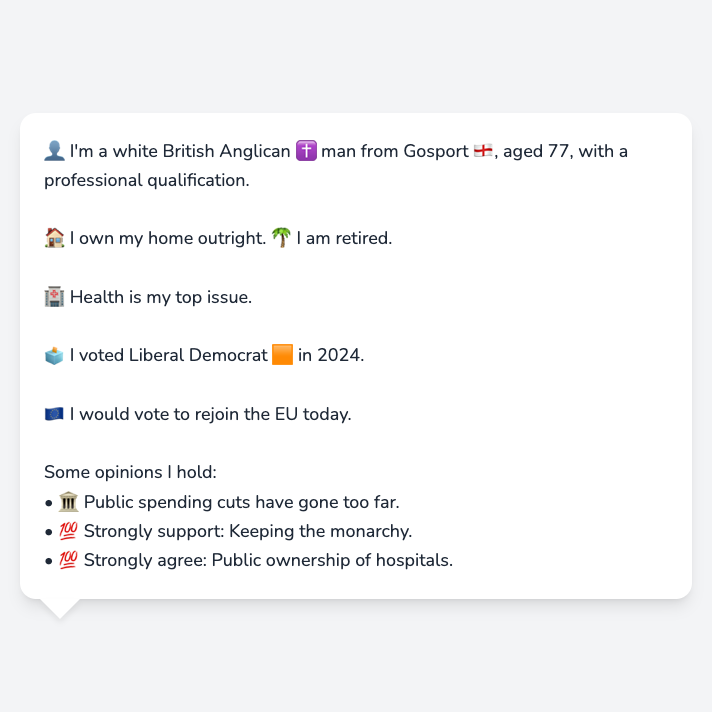 👤 I'm a white British Anglican ✝️ man from Gosport 🏴󠁧󠁢󠁥󠁮󠁧󠁿, aged 77, with a
professional qualification.
🏠 I own my home outright. 🌴 I am retired.
🏥 Health is my top issue.
🗳️ I voted Liberal Democrat 🟧 in 2024.
🇪🇺 I would vote to rejoin the EU today.
Some opinions I hold:
• 🏛️ Public spending cuts have gone too far.
• 💯 Strongly support: Keeping the monarchy.
• 💯 Strongly agree: Public ownership of hospitals.